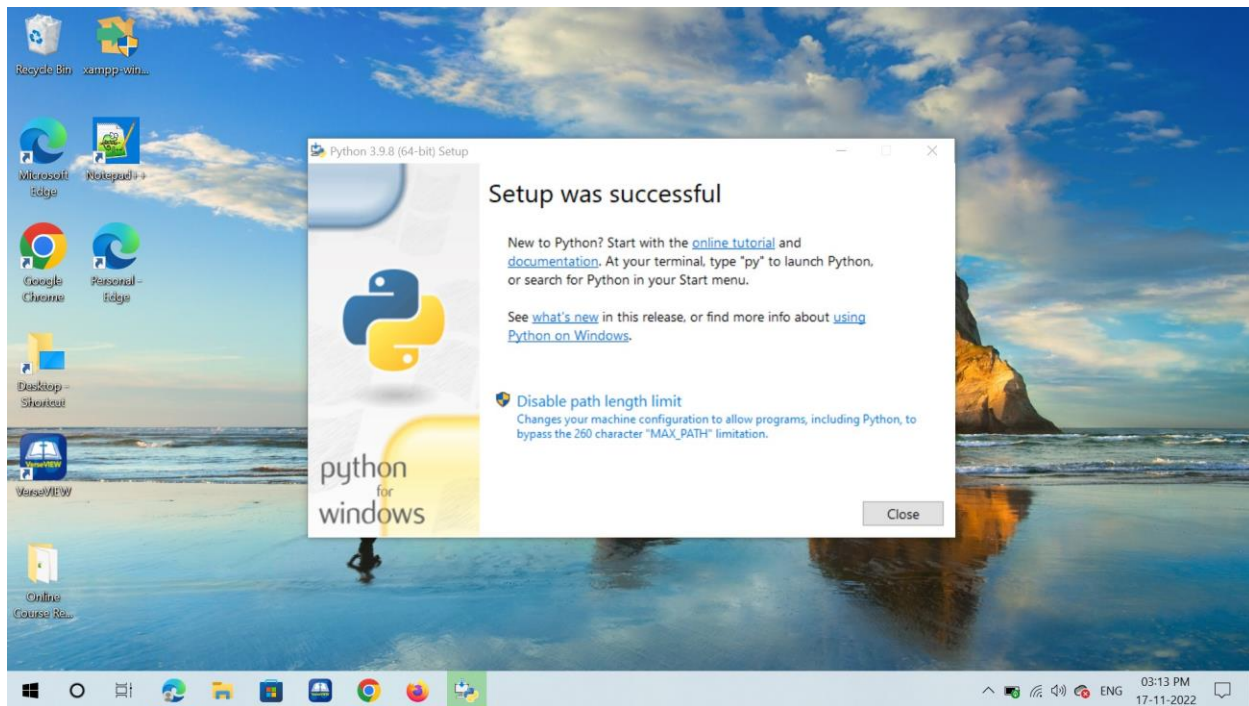 Recycle Bin
xampp-win...
Microsoft
Edge
Notepad++
Google
Chrome
Personal -
Edge
Desktop -
Shortcut
VerseVIEW
VerseVIEW
Online
Course Re...
Python 3.9.8 (64-bit) Setup
Setup was successful
New to Python? Start with the online tutorial and
documentation. At your terminal, type "py" to launch Python,
or search for Python in your Start menu.
See what's new in this release, or find more info about using
Python on Windows.
Disable path length limit
Changes your machine configuration to allow programs, including Python, to
bypass the 260 character "MAX_PATH" limitation.
python
for
windows
Close
ENG
03:13 PM
17-11-2022